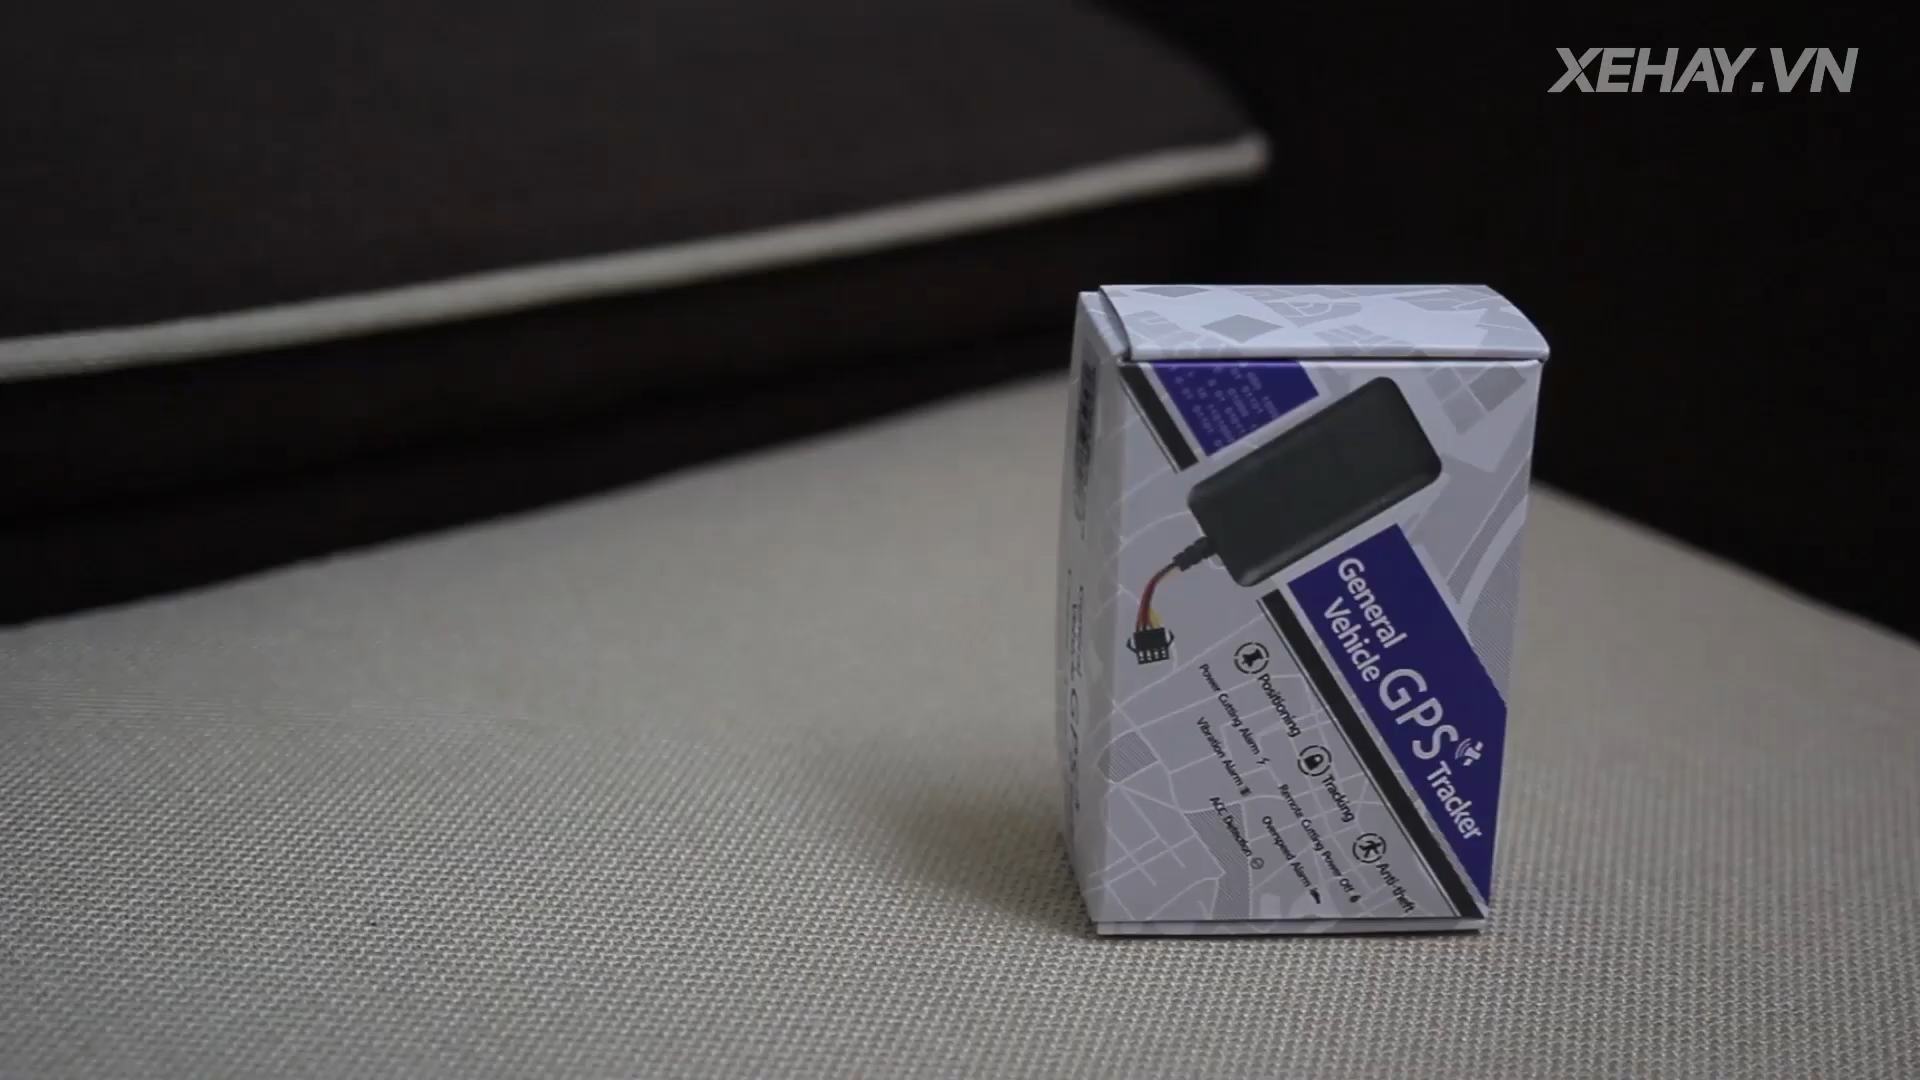 XEHAY.VN
General
Vehicle GPS Tracker
Positioning
Tracking
Anti-theft
Power Cutting Alarm
Remote Cutting Power Off
Vibration Alarm
Overspeed Alarm
ACC Detection